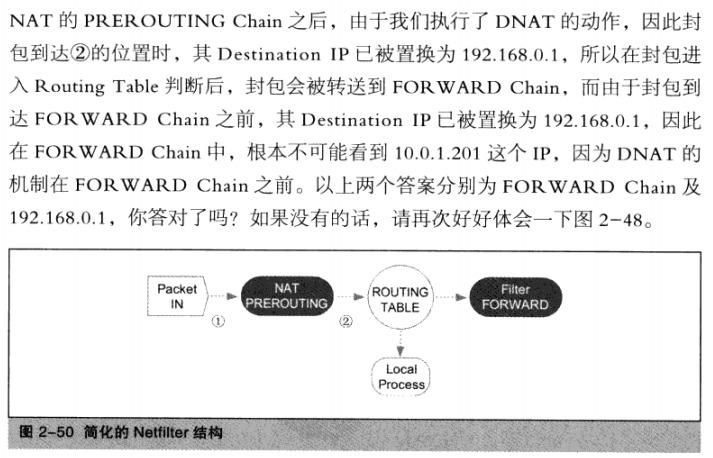 NAT 的 PREROUTING Chain 之后，由于我们执行了 DNAT 的动作，因此封
包到达②的位置时，其 Destination IP 已被置换为 192.168.0.1，所以在封包进
入 Routing Table 判断后，封包会被转送到 FORWARD Chain，而由于封包到
达 FORWARD Chain 之前，其 Destination IP 已被置换为 192.168.0.1，因此
在 FORWARD Chain 中，根本不可能看到 10.0.1.201 这个 IP，因为 DNAT 的
机制在 FORWARD Chain 之前。以上两个答案分别为 FORWARD Chain 及
192.168.0.1，你答对了吗？如果没有的话，请再次好好体会一下图 2-48。
Packet
IN
①
NAT
PREROUTING
②
ROUTING
TABLE
Filter
FORWARD
Local
Process
图 2-50 简化的 Netfilter 结构